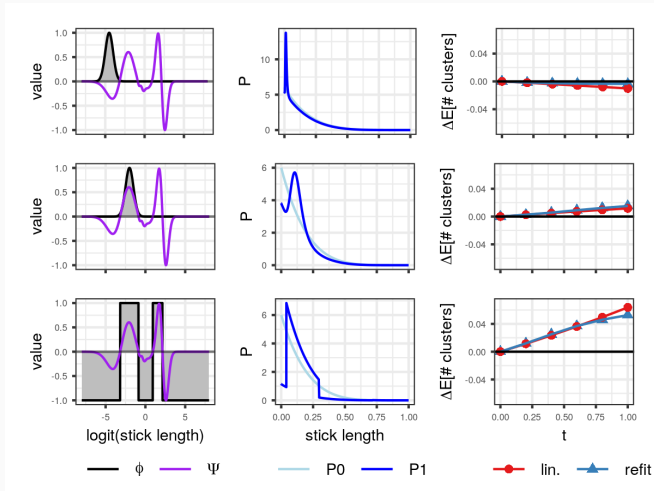 value
1.0
0.5
0.0
-0.5
-1.0
P
10
5
0
ΔE[# clusters]
0.04
0.00
-0.04
value
1.0
0.5
0.0
-0.5
-1.0
P
6
4
2
0
ΔE[# clusters]
0.04
0.00
-0.04
value
1.0
0.5
0.0
-0.5
-1.0
P
6
4
2
0
ΔE[# clusters]
0.04
0.00
-0.04
-5 0 5
0.00 0.25 0.50 0.75 1.00
0.00 0.25 0.50 0.75 1.00
logit(stick length) stick length t
ϕ Ψ P0 P1 lin. refit